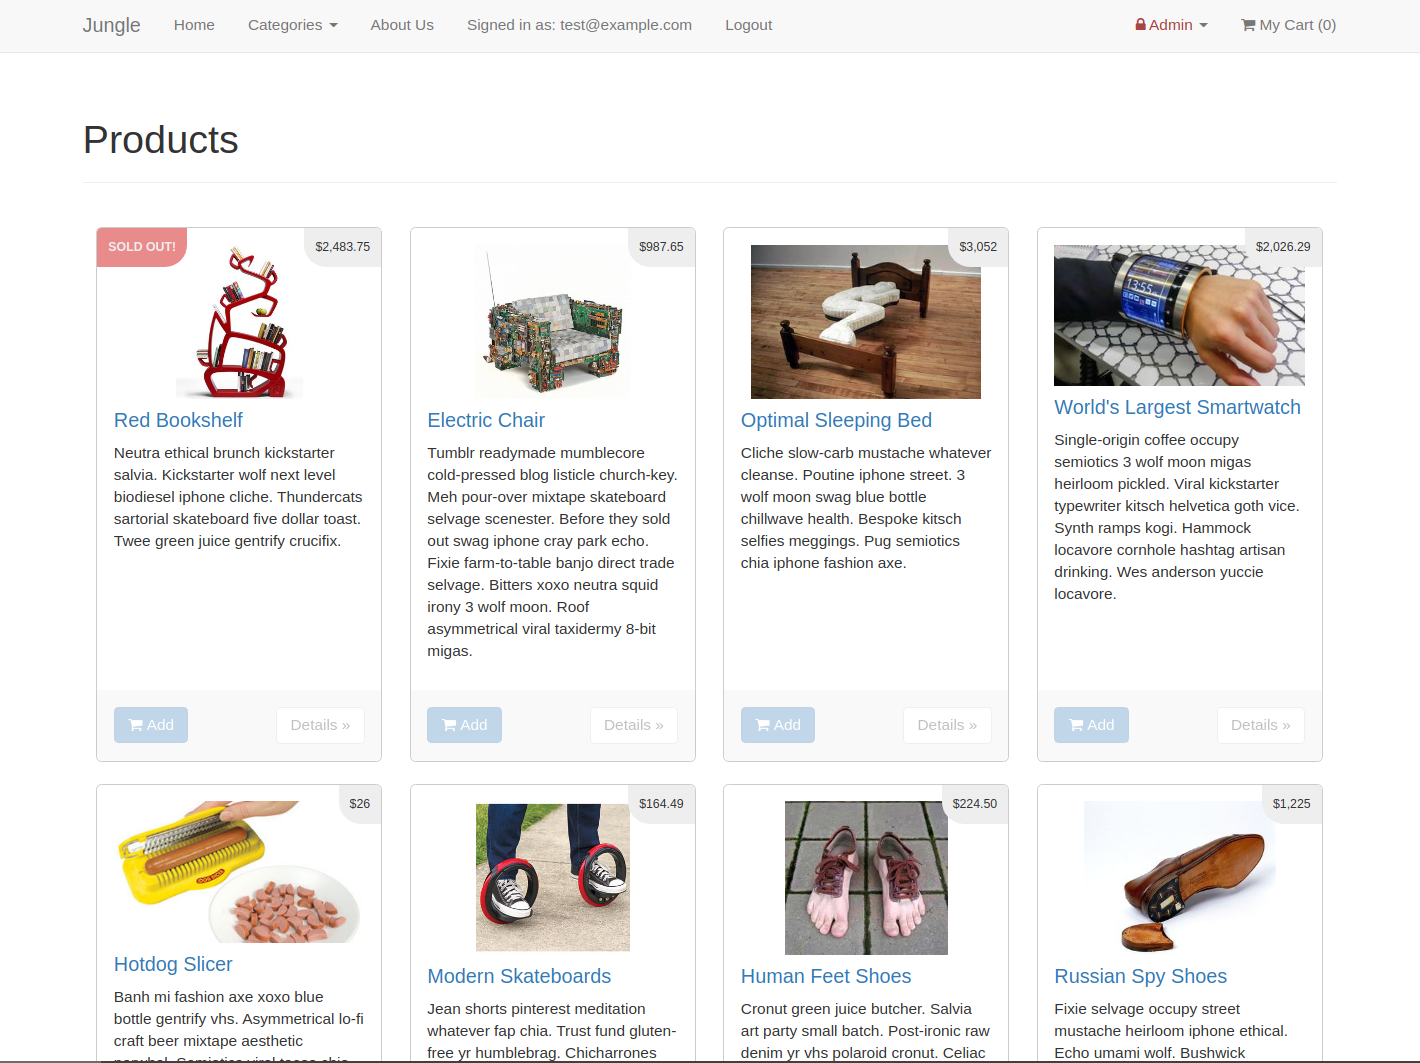 Jungle Home Categories About Us Signed in as: test@example.com Logout Admin My Cart (0)
Products
SOLD OUT! $2,483.75
Red Bookshelf
Neutra ethical brunch kickstarter
salvia. Kickstarter wolf next level
biodiesel iphone cliche. Thundercats
sartorial skateboard five dollar toast.
Twee green juice gentrify crucifix.
Add Details »
$987.65
Electric Chair
Tumblr readymade mumblecore
cold-pressed blog listicle church-key.
Meh pour-over mixtape skateboard
selvage scenester. Before they sold
out swag iphone cray park echo.
Fixie farm-to-table banjo direct trade
selvage. Bitters xoxo neutra squid
irony 3 wolf moon. Roof
asymmetrical viral taxidermy 8-bit
migas.
Add Details »
$3,052
Optimal Sleeping Bed
Cliche slow-carb mustache whatever
cleanse. Poutine iphone street. 3
wolf moon swag blue bottle
chillwave health. Bespoke kitsch
selfies meggings. Pug semiotics
chia iphone fashion axe.
Add Details »
$2,026.29
13:55
World's Largest Smartwatch
Single-origin coffee occupy
semiotics 3 wolf moon migas
heirloom pickled. Viral kickstarter
typewriter kitsch helvetica goth vice.
Synth ramps kogi. Hammock
locavore cornhole hashtag artisan
drinking. Wes anderson yuccie
locavore.
Add Details »
$26
Hotdog Slicer
Banh mi fashion axe xoxo blue
bottle gentrify vhs. Asymmetrical lo-fi
craft beer mixtape aesthetic
$164.49
Modern Skateboards
Jean shorts pinterest meditation
whatever fap chia. Trust fund gluten-
free yr humblebrag. Chicharrones
$224.50
Human Feet Shoes
Cronut green juice butcher. Salvia
art party small batch. Post-ironic raw
denim yr vhs polaroid cronut. Celiac
$1,225
Russian Spy Shoes
Fixie selvage occupy street
mustache heirloom iphone ethical.
Echo umami wolf. Bushwick